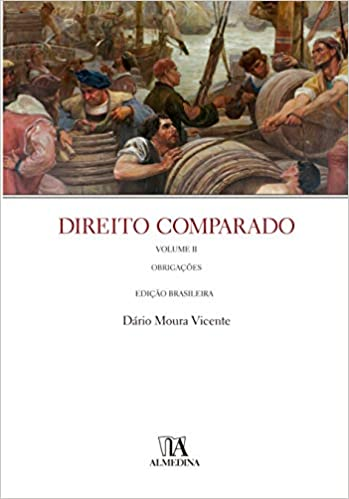 DIREITO COMPARADO
VOLUME II
OBRIGAÇÕES
EDIÇÃO BRASILEIRA
Dário Moura Vicente
ALMEDINA